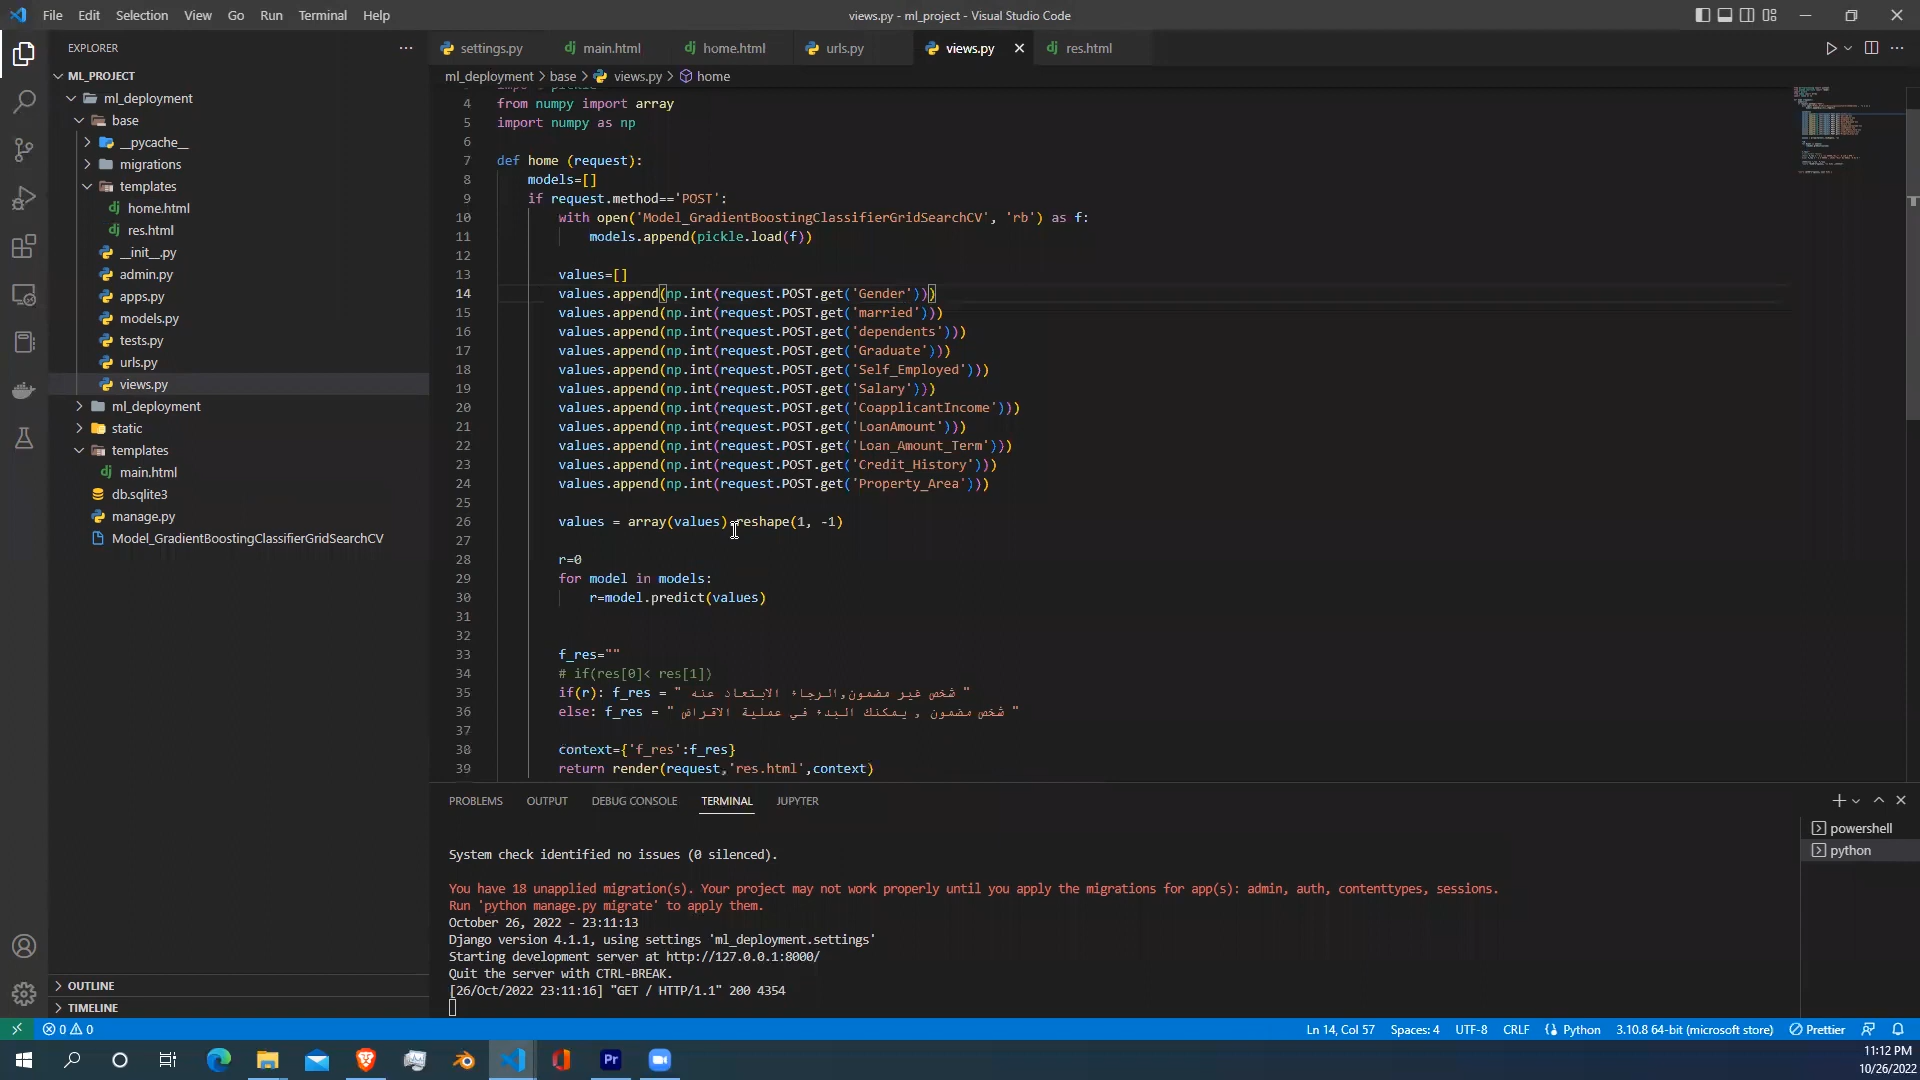 File Edit Selection View Go Run Terminal Help
views.py - ml_project - Visual Studio Code
EXPLORER
ML_PROJECT
ml_deployment
base
__pycache__
migrations
templates
home.html
res.html
__init__.py
admin.py
apps.py
models.py
tests.py
urls.py
views.py
ml_deployment
static
templates
main.html
db.sqlite3
manage.py
Model_GradientBoostingClassifierGridSearchCV
OUTLINE
TIMELINE
settings.py main.html home.html urls.py views.py res.html
ml_deployment > base > views.py > home
4 from numpy import array
5 import numpy as np
6
7 def home (request):
8 models=[]
9 if request.method=='POST':
10 with open('Model_GradientBoostingClassifierGridSearchCV', 'rb') as f:
11 models.append(pickle.load(f))
12
13 values=[]
14 values.append(np.int(request.POST.get('Gender')))
15 values.append(np.int(request.POST.get('married')))
16 values.append(np.int(request.POST.get('dependents')))
17 values.append(np.int(request.POST.get('Graduate')))
18 values.append(np.int(request.POST.get('Self_Employed')))
19 values.append(np.int(request.POST.get('Salary')))
20 values.append(np.int(request.POST.get('CoapplicantIncome')))
21 values.append(np.int(request.POST.get('LoanAmount')))
22 values.append(np.int(request.POST.get('Loan_Amount_Term')))
23 values.append(np.int(request.POST.get('Credit_History')))
24 values.append(np.int(request.POST.get('Property_Area')))
25
26 values = array(values).reshape(1, -1)
27
28 r=0
29 for model in models:
30 r=model.predict(values)
31
32
33 f_res=""
34 # if(res[0]< res[1])
35 if(r): f_res = " شخص غير مضمون,الرجاء الابتعاد عنه "
36 else: f_res = " شخص مضمون , يمكنك البدء في عملية الاقراض "
37
38 context={'f_res':f_res}
39 return render(request,'res.html',context)
PROBLEMS OUTPUT DEBUG CONSOLE TERMINAL JUPYTER
powershell
python
System check identified no issues (0 silenced).
You have 18 unapplied migration(s). Your project may not work properly until you apply the migrations for app(s): admin, auth, contenttypes, sessions.
Run 'python manage.py migrate' to apply them.
October 26, 2022 - 23:11:13
Django version 4.1.1, using settings 'ml_deployment.settings'
Starting development server at http://127.0.0.1:8000/
Quit the server with CTRL-BREAK.
[26/Oct/2022 23:11:16] "GET / HTTP/1.1" 200 4354
0 0 Ln 14, Col 57 Spaces: 4 UTF-8 CRLF Python 3.10.8 64-bit (microsoft store) Prettier
Pr
11:12 PM
10/26/2022